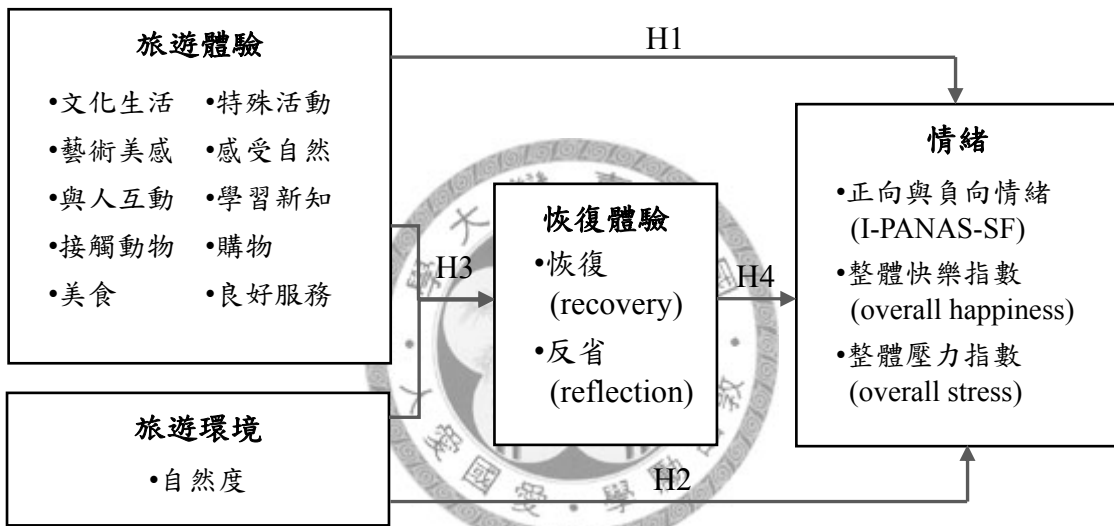 旅遊體驗
•文化生活 •特殊活動
•藝術美感 •感受自然
•與人互動 •學習新知
•接觸動物 •購物
•美食 •良好服務
H1
情緒
•正向與負向情緒
(I-PANAS-SF)
•整體快樂指數
(overall happiness)
•整體壓力指數
(overall stress)
恢復體驗
•恢復
(recovery)
•反省
(reflection)
H3
H4
旅遊環境
•自然度
H2